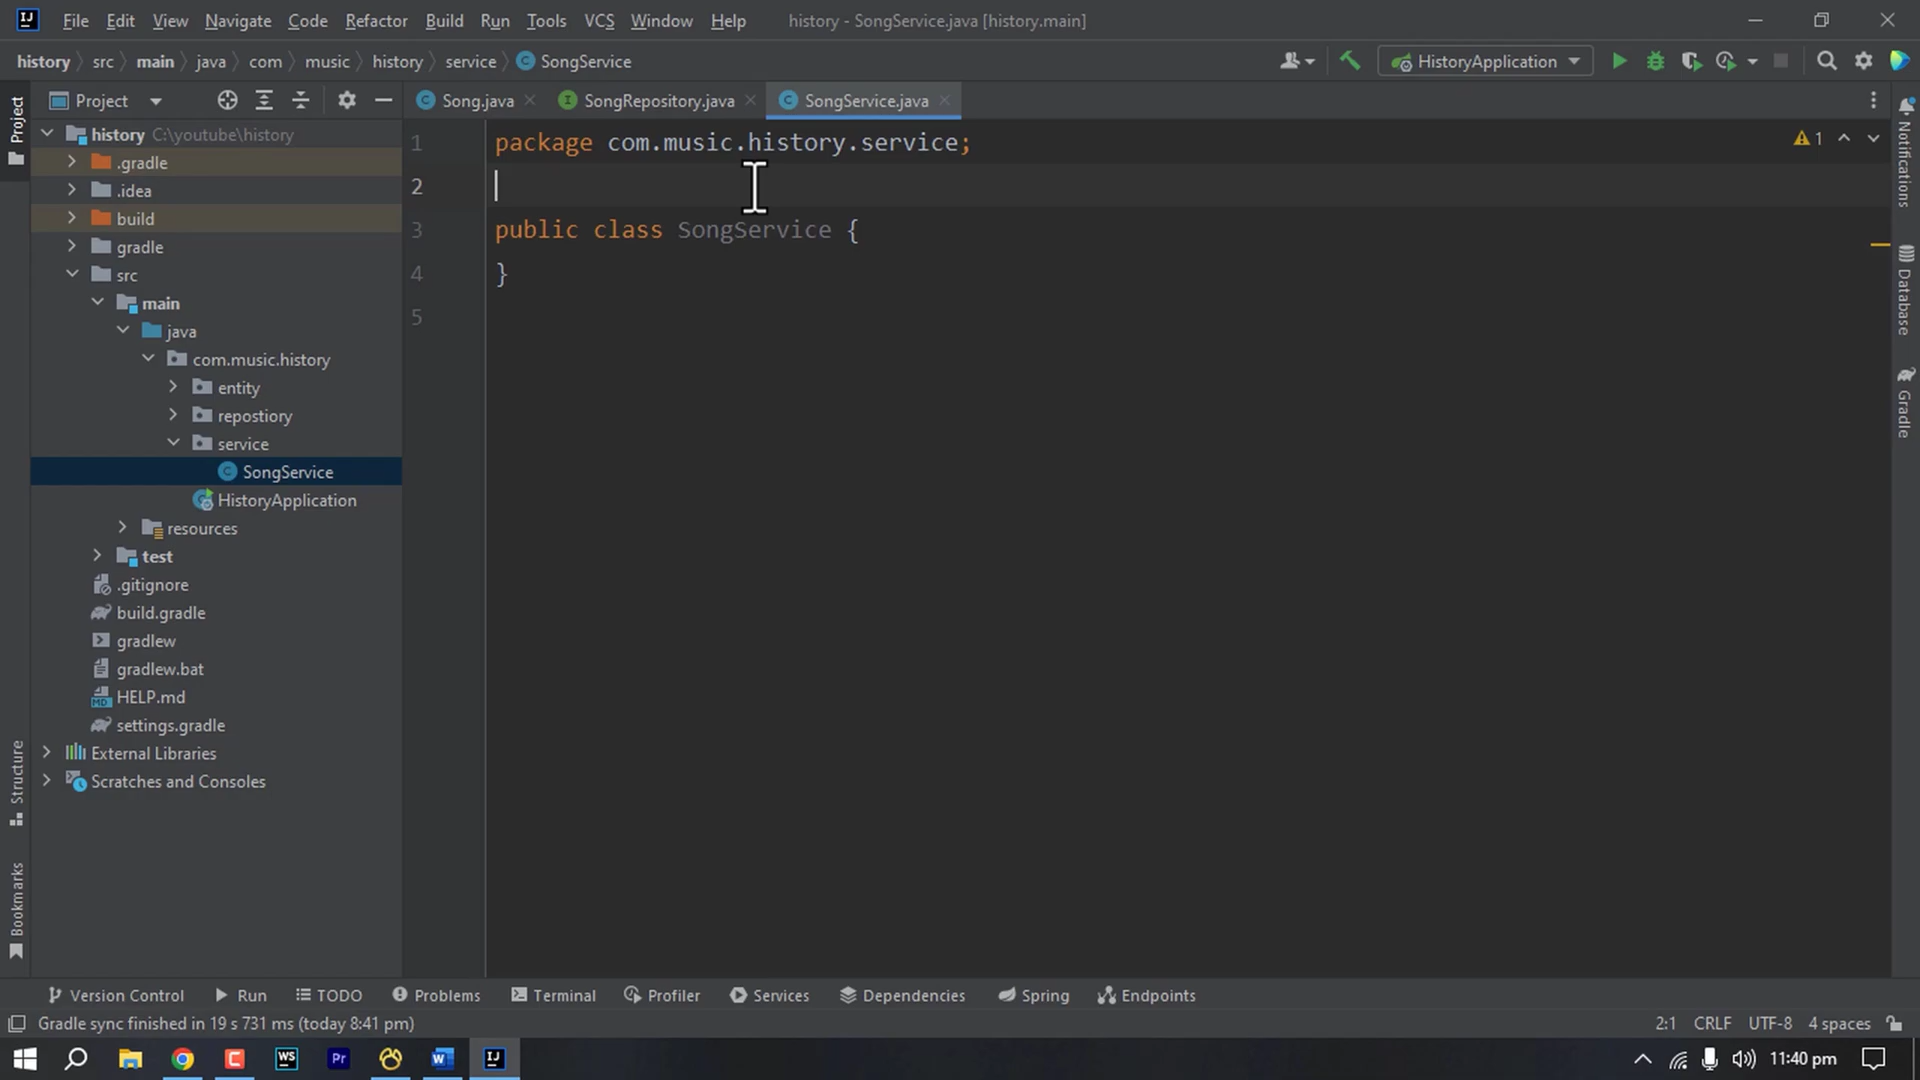 File Edit View Navigate Code Refactor Build Run Tools VCS Window Help history - SongService.java [history.main]
history src main java com music history service SongService HistoryApplication
Project Song.java SongRepository.java SongService.java
Project
history C:\youtube\history
.gradle
.idea
build
gradle
src
main
java
com.music.history
entity
repostiory
service
SongService
HistoryApplication
resources
test
.gitignore
build.gradle
gradlew
gradlew.bat
HELP.md
settings.gradle
External Libraries
Scratches and Consoles
Structure
Bookmarks
1 package com.music.history.service;
2
3 public class SongService {
4 }
5
1
Notifications
Database
Gradle
Version Control Run TODO Problems Terminal Profiler Services Dependencies Spring Endpoints
Gradle sync finished in 19 s 731 ms (today 8:41 pm) 2:1 CRLF UTF-8 4 spaces
11:40 pm